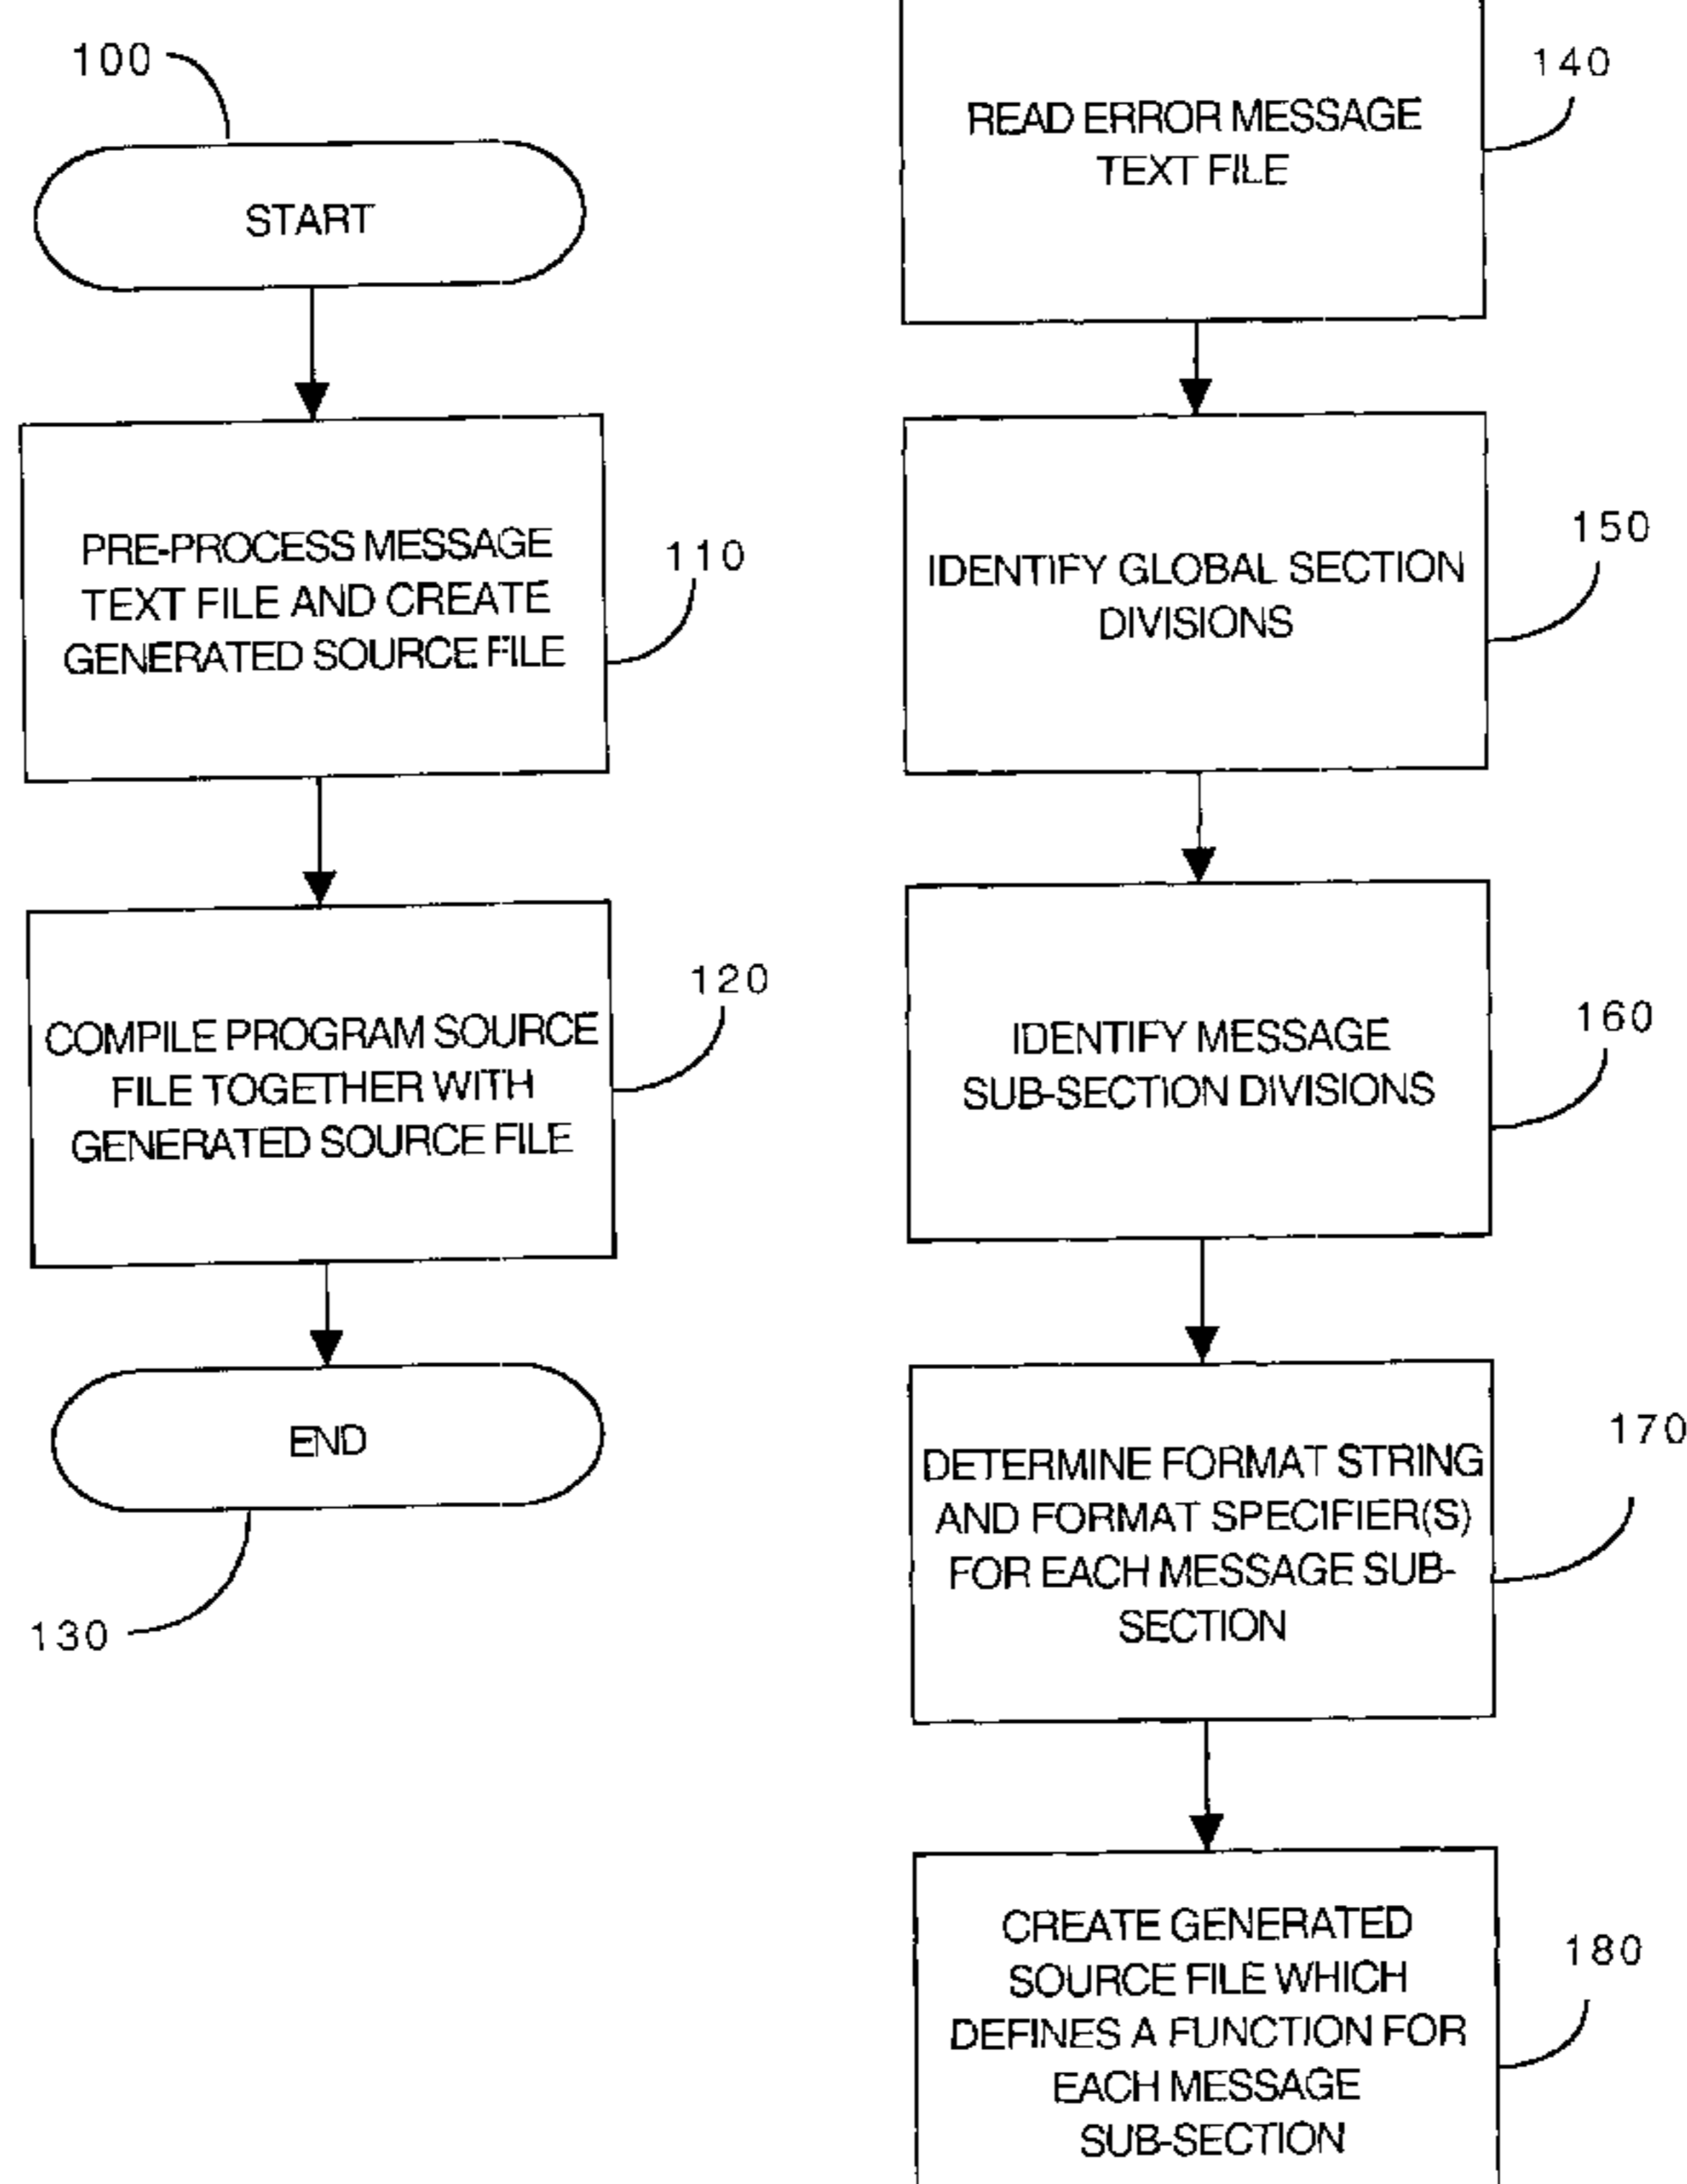 100
START
PRE-PROCESS MESSAGE
TEXT FILE AND CREATE
GENERATED SOURCE FILE
110
COMPILE PROGRAM SOURCE
FILE TOGETHER WITH
GENERATED SOURCE FILE
120
END
130
READ ERROR MESSAGE
TEXT FILE
140
IDENTIFY GLOBAL SECTION
DIVISIONS
150
IDENTIFY MESSAGE
SUB-SECTION DIVISIONS
160
DETERMINE FORMAT STRING
AND FORMAT SPECIFIER(S)
FOR EACH MESSAGE SUB-
SECTION
170
CREATE GENERATED
SOURCE FILE WHICH
DEFINES A FUNCTION FOR
EACH MESSAGE
SUB-SECTION
180